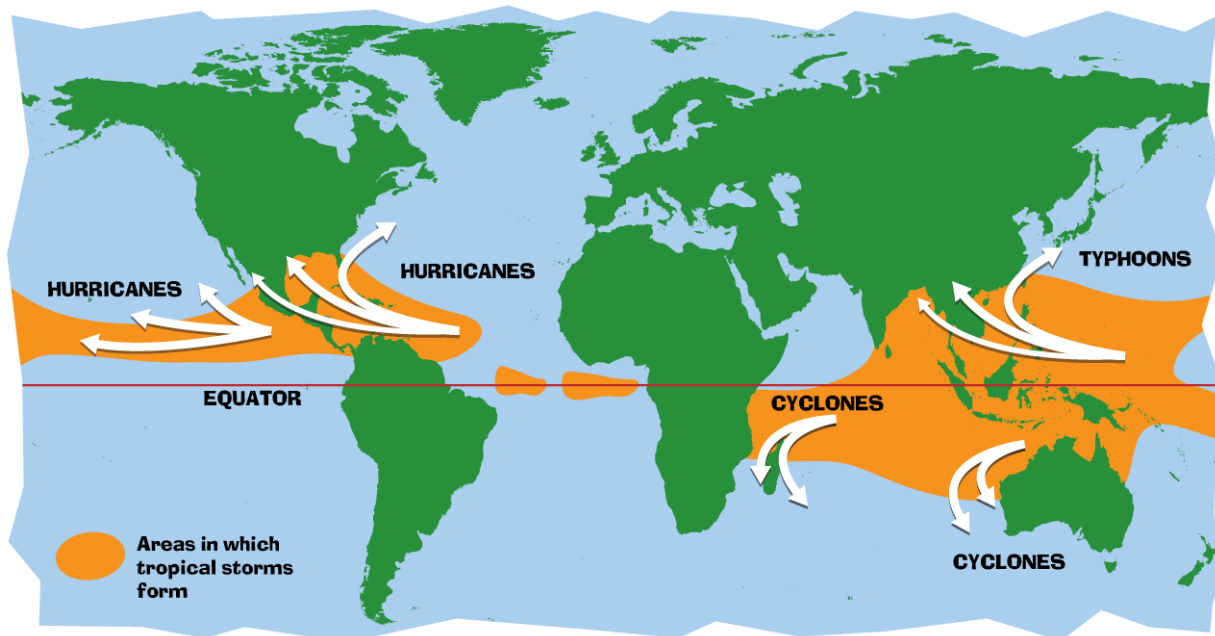 TYPHOONS
HURRICANES
HURRICANES
EQUATOR
CYCLONES
CYCLONES
Areas in which
tropical storms
form